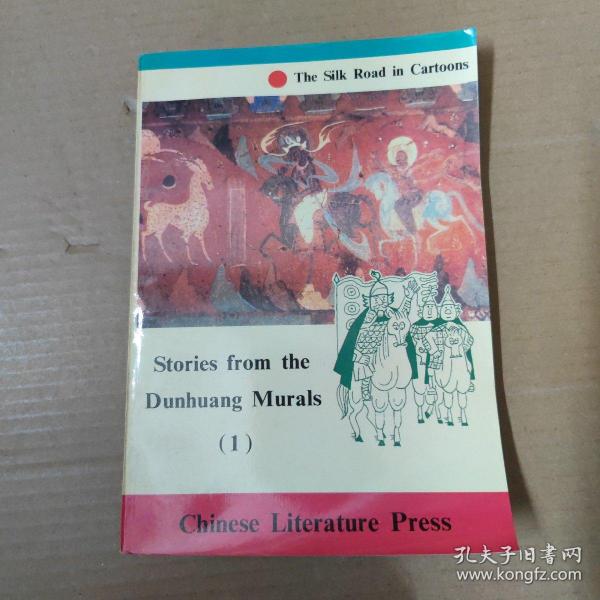 The Silk Road in Cartoons
Stories from the
Dunhuang Murals
(1)
Chinese Literature Press
孔夫子旧书网
www.kongfz.com